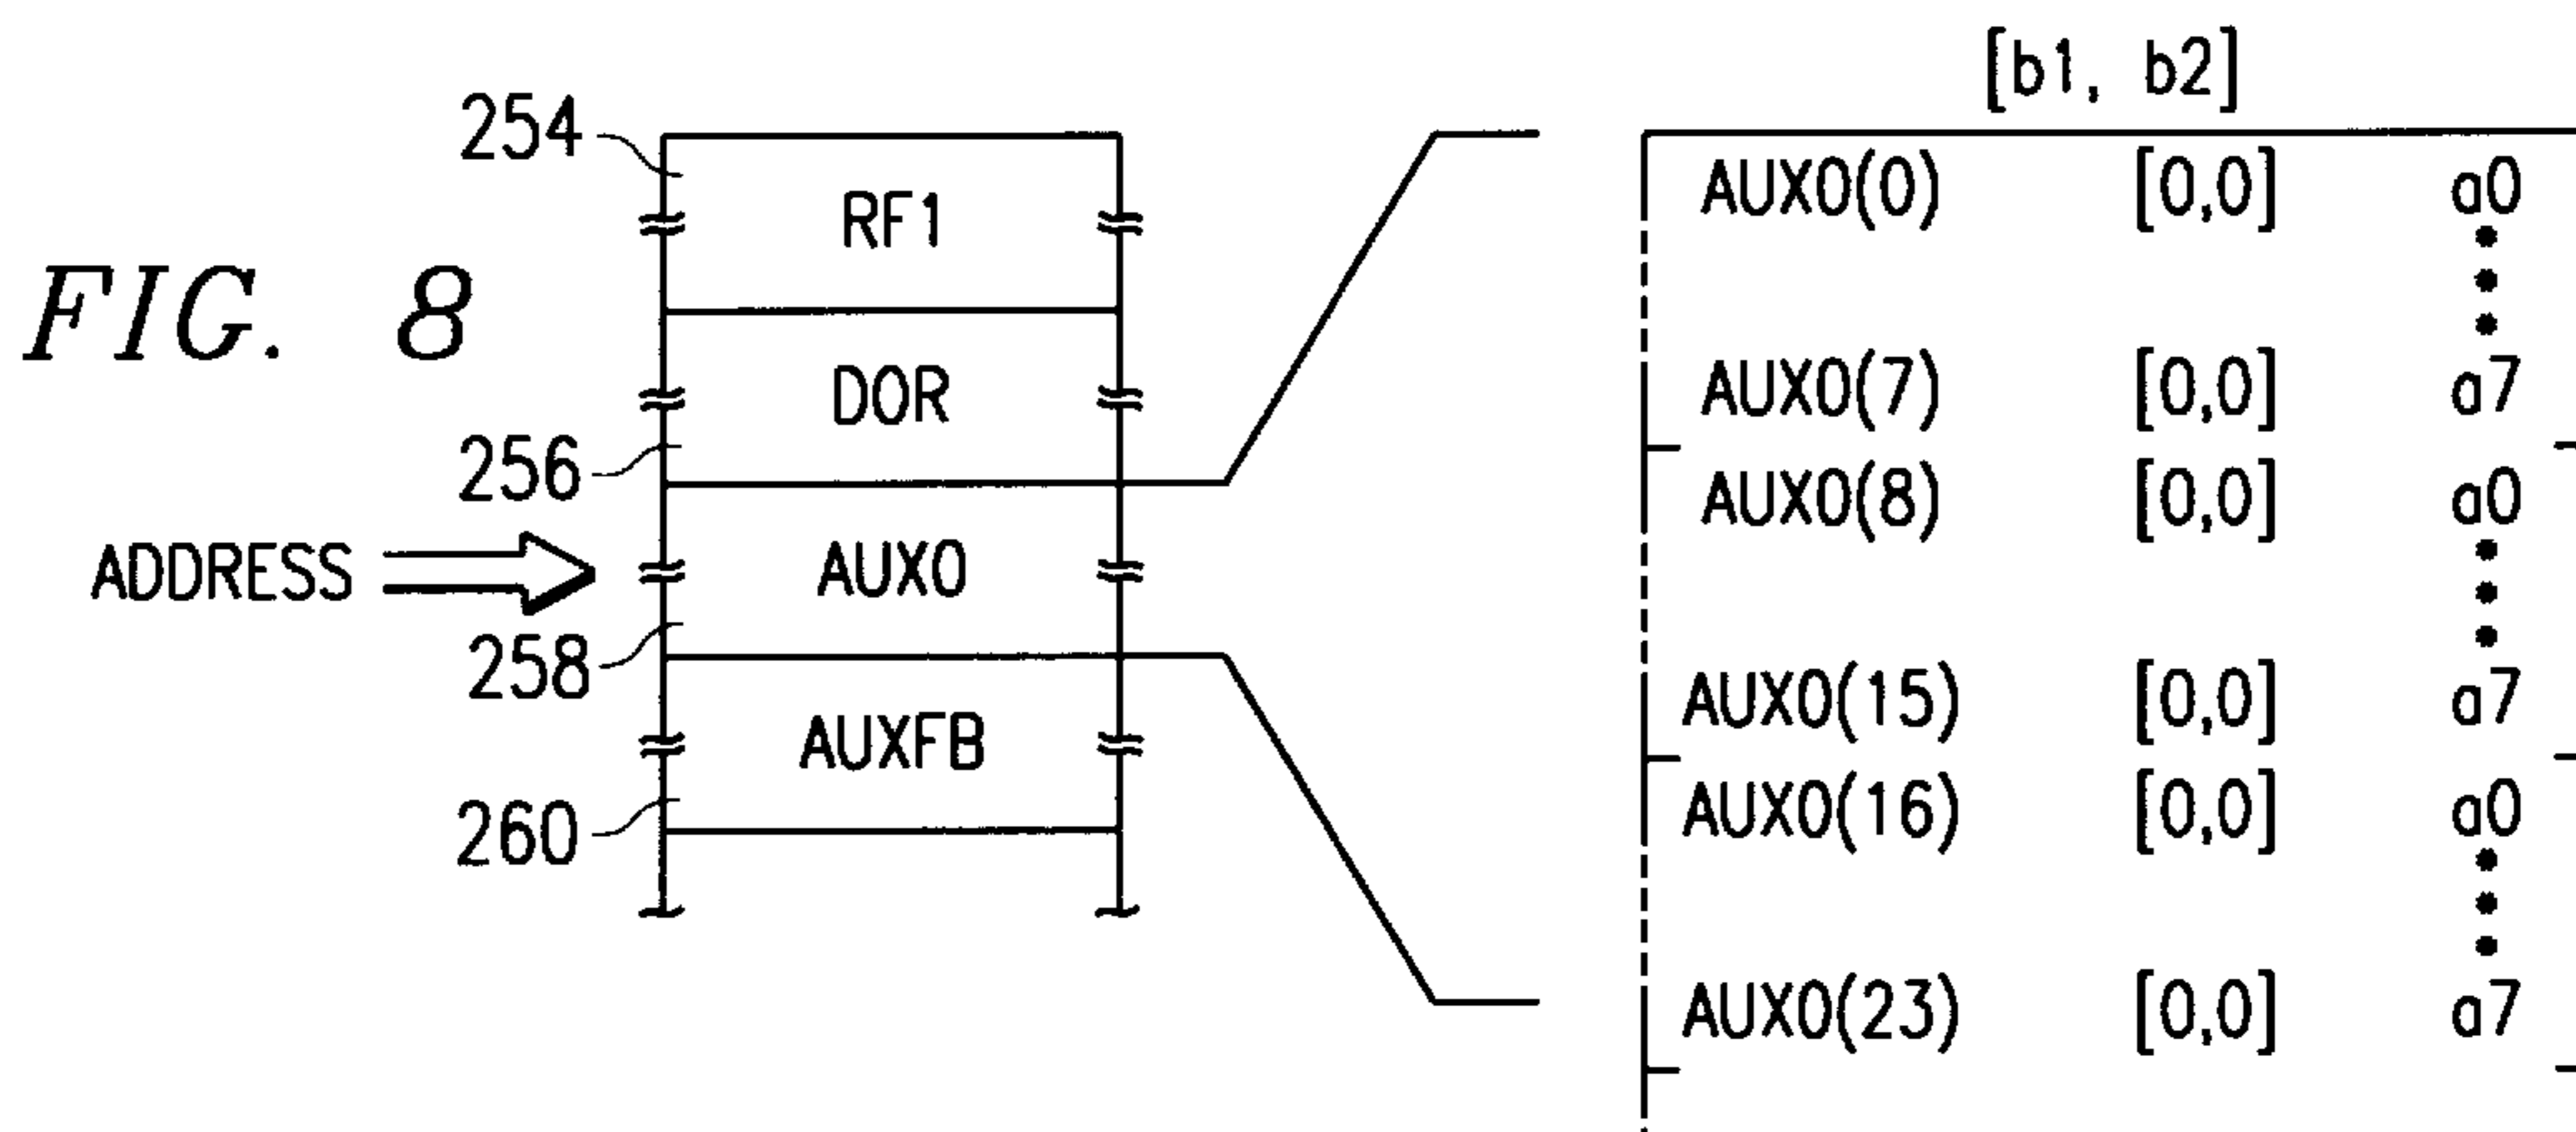 FIG. 8
254
RF1
DOR
256
ADDRESS
AUX0
258
AUXFB
260
[b1, b2]
AUX0(0) [0,0] a0
AUX0(7) [0,0] a7
AUX0(8) [0,0] a0
AUX0(15) [0,0] a7
AUX0(16) [0,0] a0
AUX0(23) [0,0] a7